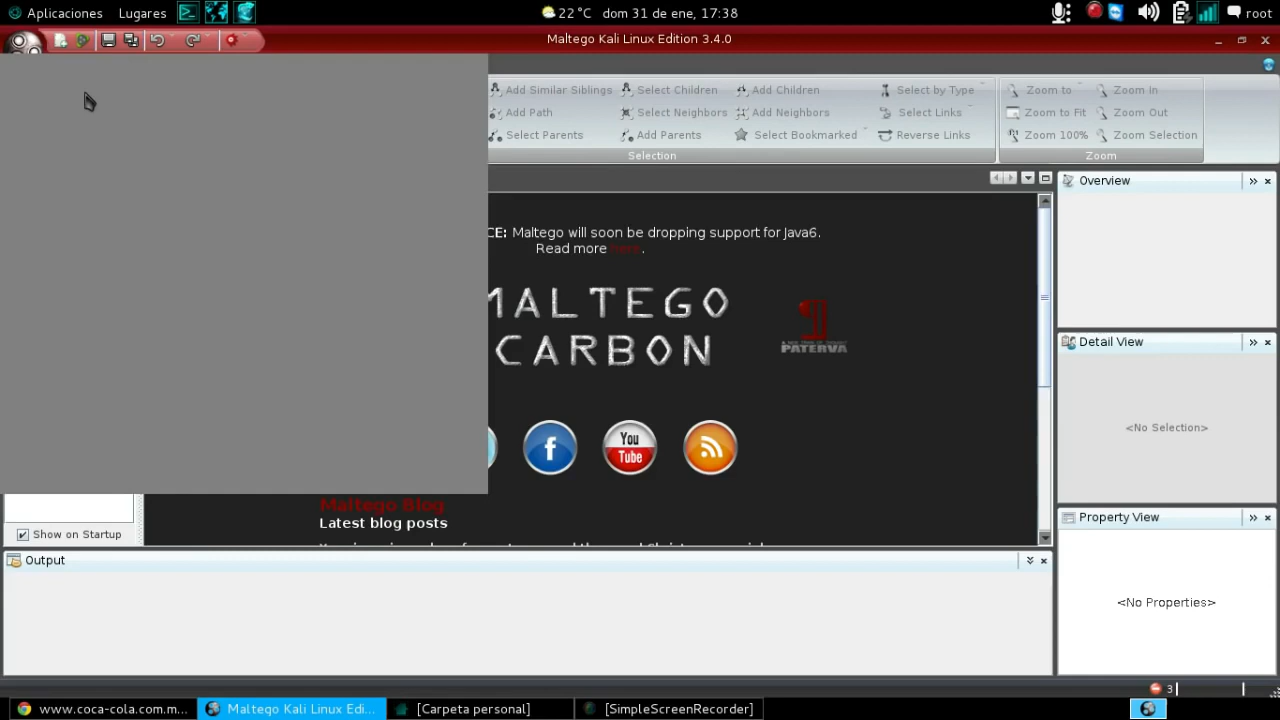 Aplicaciones Lugares 22 °C dom 31 de ene, 17:38 root
Maltego Kali Linux Edition 3.4.0
Add Similar Siblings Select Children Add Children Select by Type Zoom to Zoom In
Add Path Select Neighbors Add Neighbors Select Links Zoom to Fit Zoom Out
Select Parents Add Parents Select Bookmarked Reverse Links Zoom 100% Zoom Selection
Selection Zoom
Overview
CE: Maltego will soon be dropping support for Java6.
Read more here.
MALTEGO
CARBON
PATERVA
Detail View
<No Selection>
You
Tube
Maltego Blog
Latest blog posts
Show on Startup
Property View
<No Properties>
Output
3
www.coca-cola.com.m... Maltego Kali Linux Edi... [Carpeta personal] [SimpleScreenRecorder]